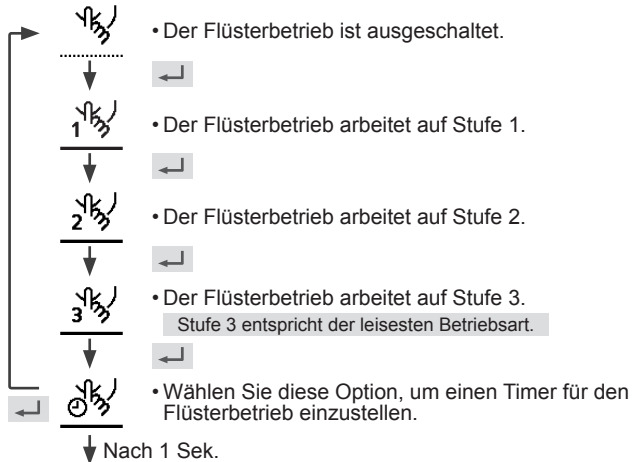 • Der Flüsterbetrieb ist ausgeschaltet.
1
• Der Flüsterbetrieb arbeitet auf Stufe 1.
2
• Der Flüsterbetrieb arbeitet auf Stufe 2.
3
• Der Flüsterbetrieb arbeitet auf Stufe 3.
Stufe 3 entspricht der leisesten Betriebsart.
• Wählen Sie diese Option, um einen Timer für den
Flüsterbetrieb einzustellen.
Nach 1 Sek.